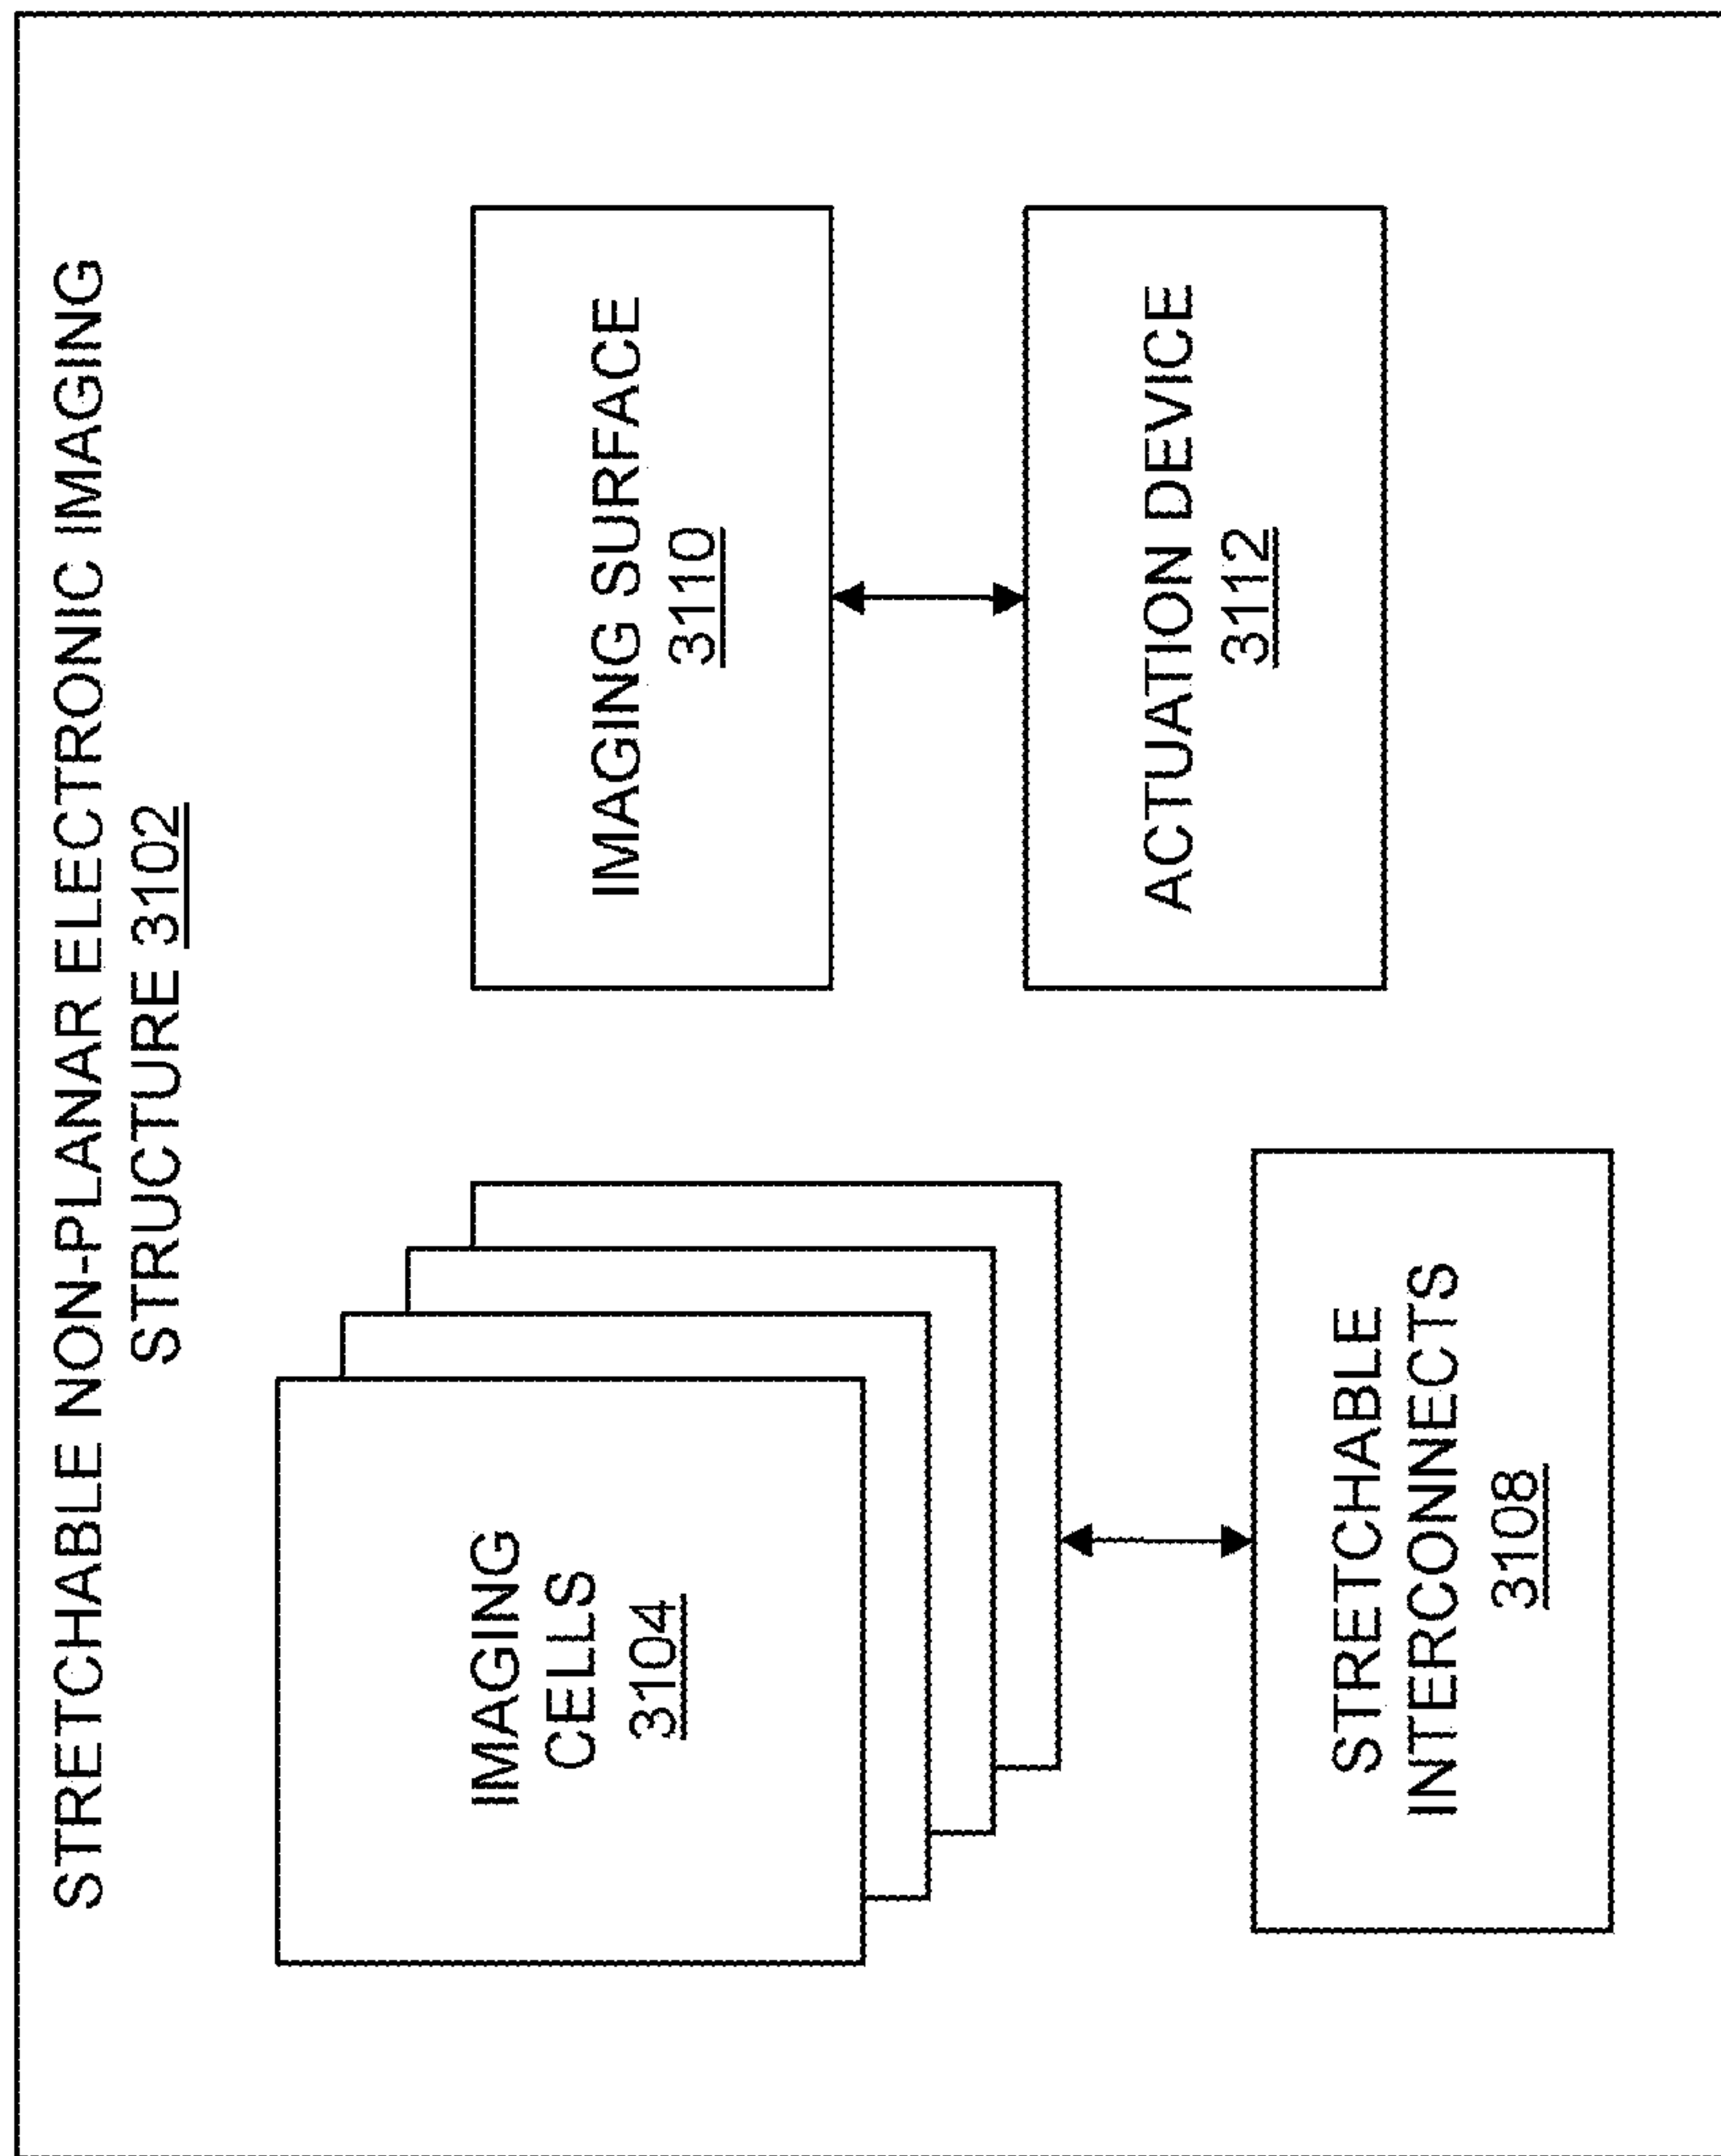 STRETCHABLE NON-PLANAR ELECTRONIC IMAGING
STRUCTURE 3102
IMAGING
CELLS
3104
STRETCHABLE
INTERCONNECTS
3108
IMAGING SURFACE
3110
ACTUATION DEVICE
3112